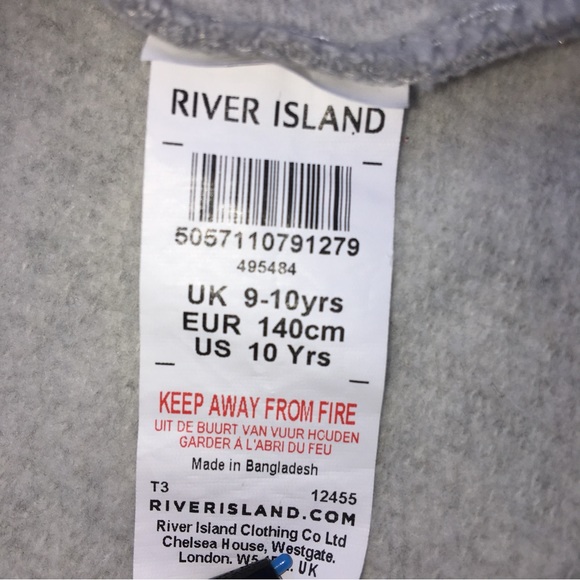 RIVER ISLAND
5057110791279
495484
UK 9-10yrs
EUR 140cm
US 10 Yrs
KEEP AWAY FROM FIRE
UIT DE BUURT VAN VUUR HOUDEN
GARDER À L'ABRI DU FEU
Made in Bangladesh
T3 12455
RIVERISLAND.COM
River Island Clothing Co Ltd
Chelsea House, Westgate,
London. UK